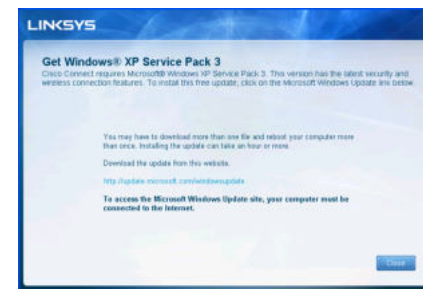 LINKSYS
Get Windows® XP Service Pack 3
Cisco Connect requires Microsoft® Windows XP Service Pack 3. This version has the latest security and
wireless connection features. To install this free update, click on the Microsoft Windows Update link below.
You may have to download more than one file and reboot your computer more
than once. Installing the update can take an hour or more.
Download the update from this website.
http://update.microsoft.com/windowsupdate
To access the Microsoft Windows Update site, your computer must be
connected to the Internet.
Close